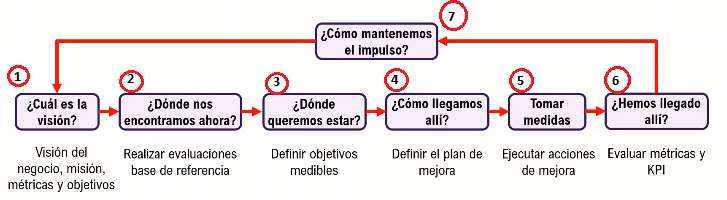 7
¿Cómo mantenemos
el impulso?
1
¿Cuál es la
visión?
Visión del
negocio, misión,
métricas y objetivos
2
¿Dónde nos
encontramos ahora?
Realizar evaluaciones
base de referencia
3
¿Dónde
queremos estar?
Definir objetivos
medibles
4
¿Cómo llegamos
allí?
Definir el plan de
mejora
5
Tomar
medidas
Ejecutar acciones
de mejora
6
¿Hemos llegado
allí?
Evaluar métricas y
KPI